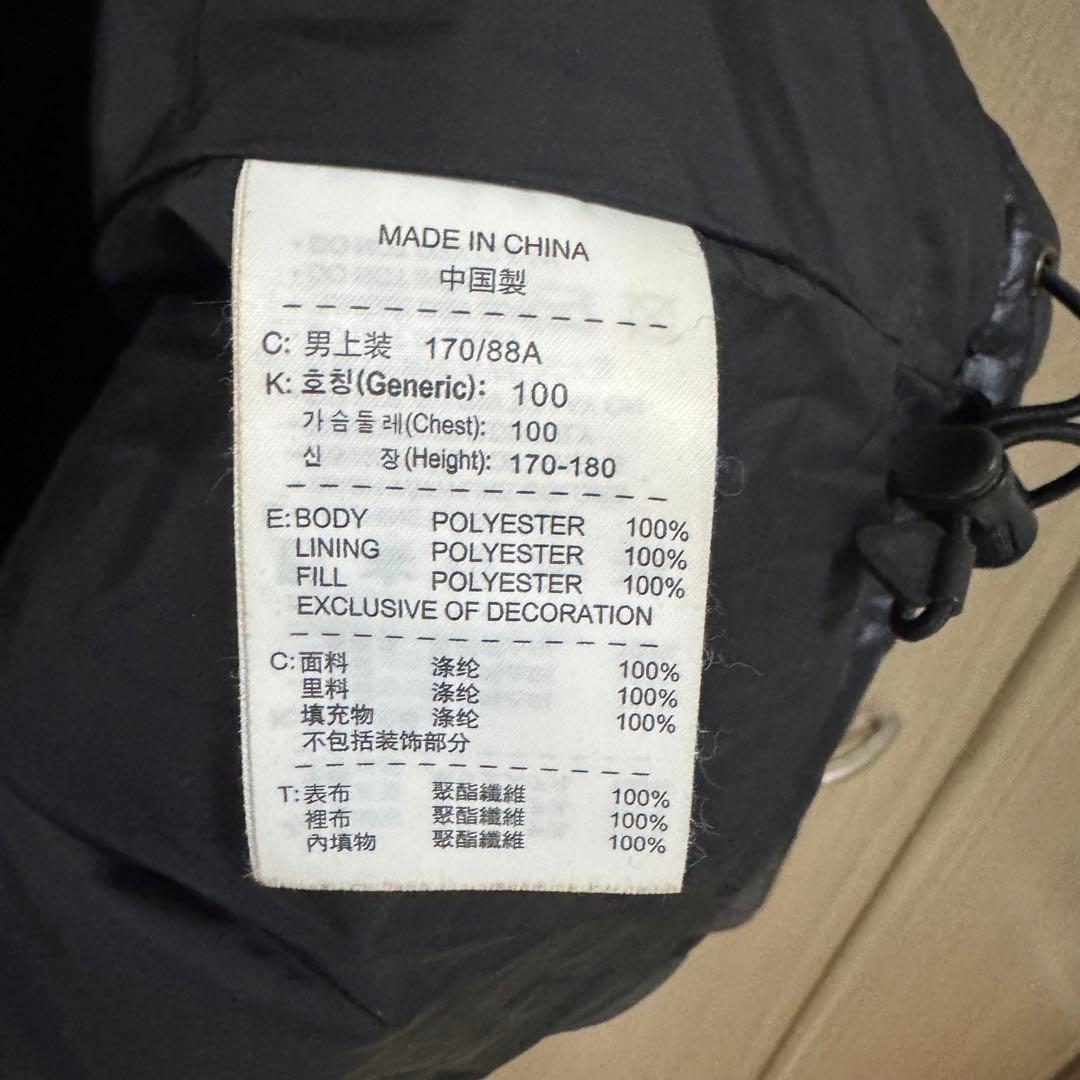 MADE IN CHINA
中国製
C: 男上装 170/88A
K: 호칭(Generic): 100
가슴둘레(Chest): 100
신 장(Height): 170-180
E: BODY POLYESTER 100%
LINING POLYESTER 100%
FILL POLYESTER 100%
EXCLUSIVE OF DECORATION
C: 面料 涤纶 100%
里料 涤纶 100%
填充物 涤纶 100%
不包括装饰部分
T: 表布 聚酯纖維 100%
裡布 聚酯纖維 100%
內填物 聚酯纖維 100%